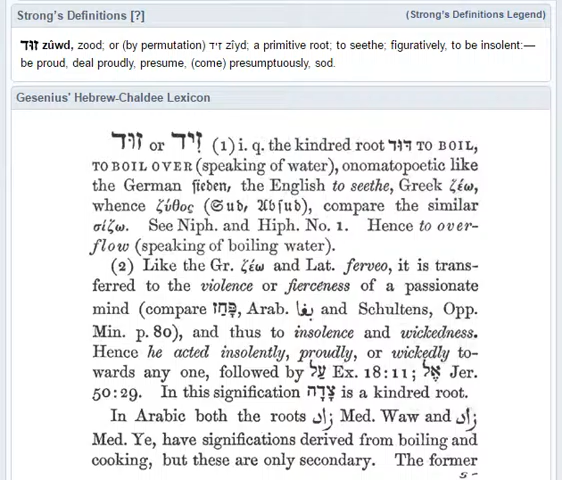 Strong's Definitions [?]
(Strong's Definitions Legend)
זוּד zûwd, zood; or (by permutation) זִיד zîyd; a primitive root; to seethe; figuratively, to be insolent:—
be proud, deal proudly, presume, (come) presumptuously, sod.
Gesenius' Hebrew-Chaldee Lexicon
זוּד or זִיד (1) i. q. the kindred root דּוּד TO BOIL,
TO BOIL OVER (speaking of water), onomatopoetic like
the German ſieben, the English to seethe, Greek ζέω,
whence ζύθος (Sub, Abſub), compare the similar
σίζω. See Niph. and Hiph. No. 1. Hence to over-
flow (speaking of boiling water).
(2) Like the Gr. ζέω and Lat. ferveo, it is trans-
ferred to the violence or fierceness of a passionate
mind (compare פָּחַז, Arab. بغا and Schultens, Opp.
Min. p. 80), and thus to insolence and wickedness.
Hence he acted insolently, proudly, or wickedly to-
wards any one, followed by עַל Ex. 18:11; אֶל Jer.
50:29. In this signification צָדָה is a kindred root.
In Arabic both the roots زاد Med. Waw and زاد
Med. Ye, have significations derived from boiling and
cooking, but these are only secondary. The former